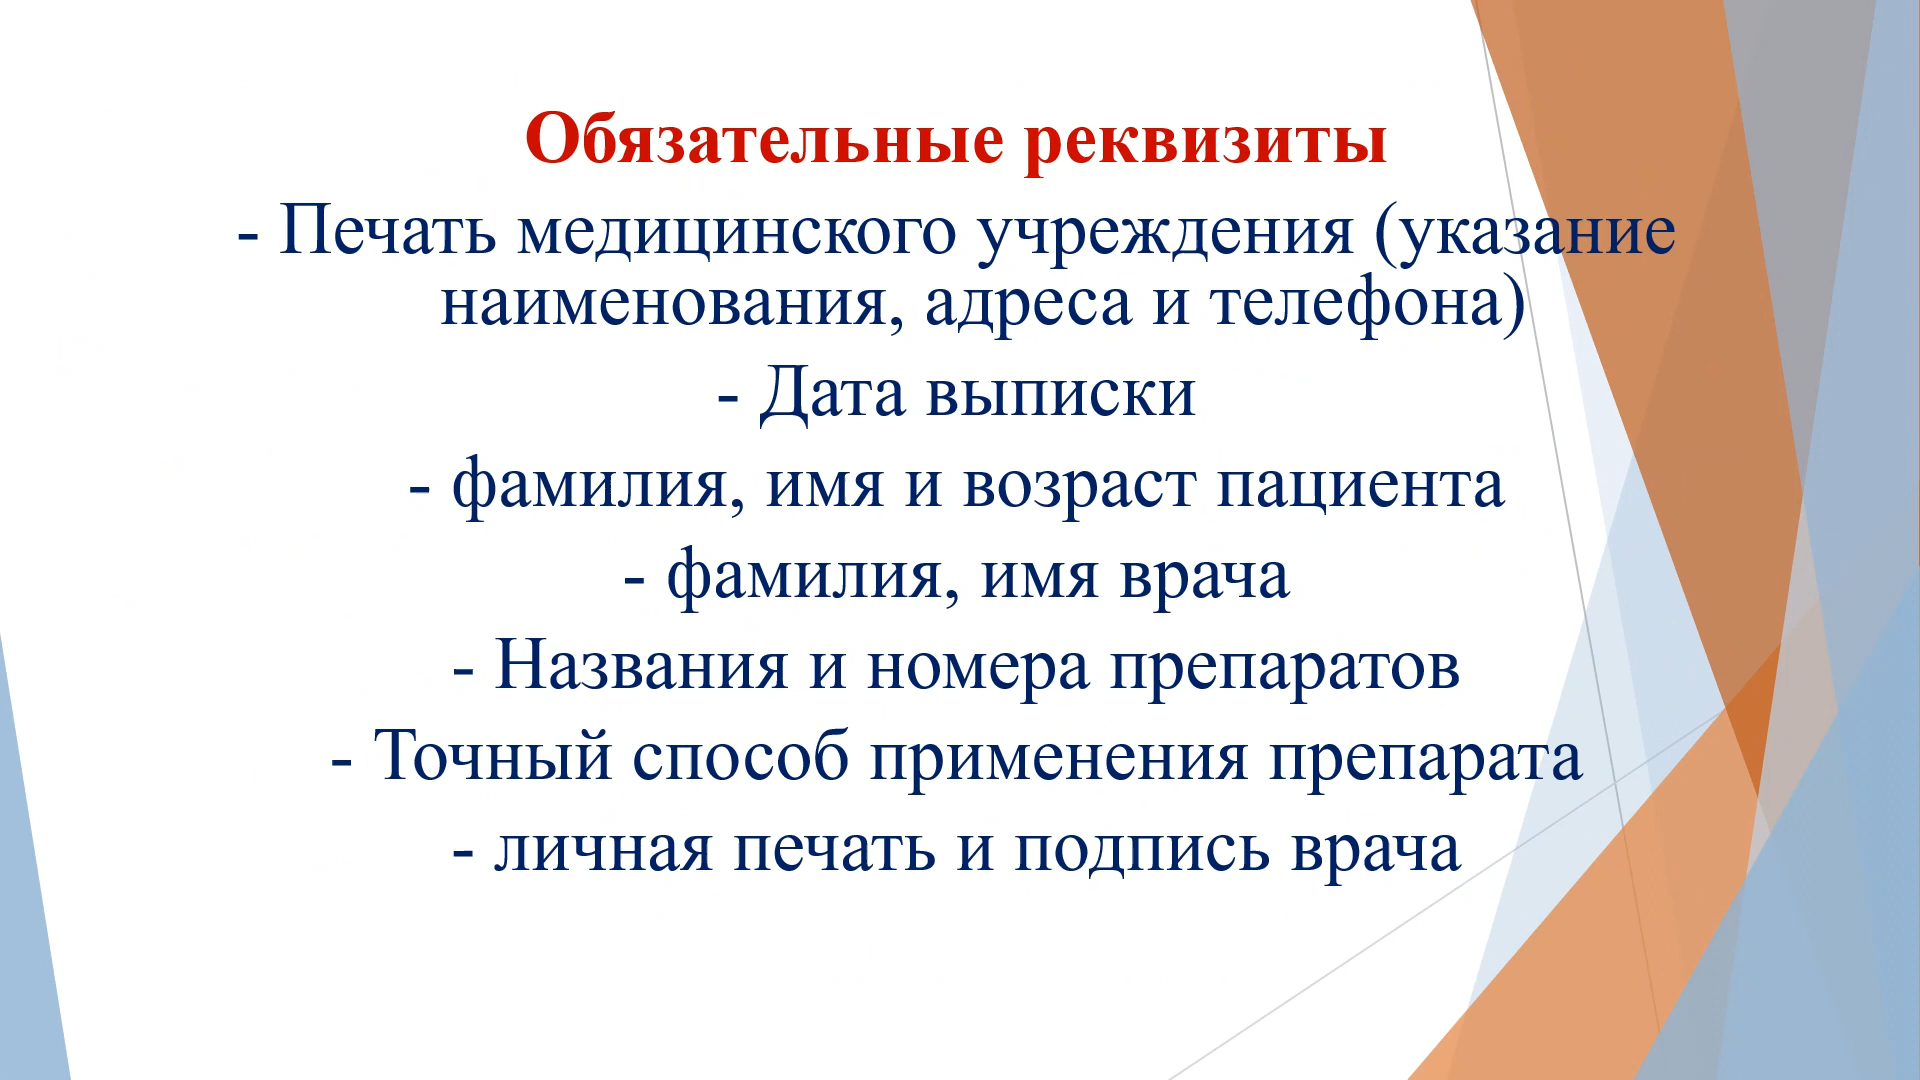 Обязательные реквизиты
- Печать медицинского учреждения (указание
наименования, адреса и телефона)
- Дата выписки
- фамилия, имя и возраст пациента
- фамилия, имя врача
- Названия и номера препаратов
- Точный способ применения препарата
- личная печать и подпись врача